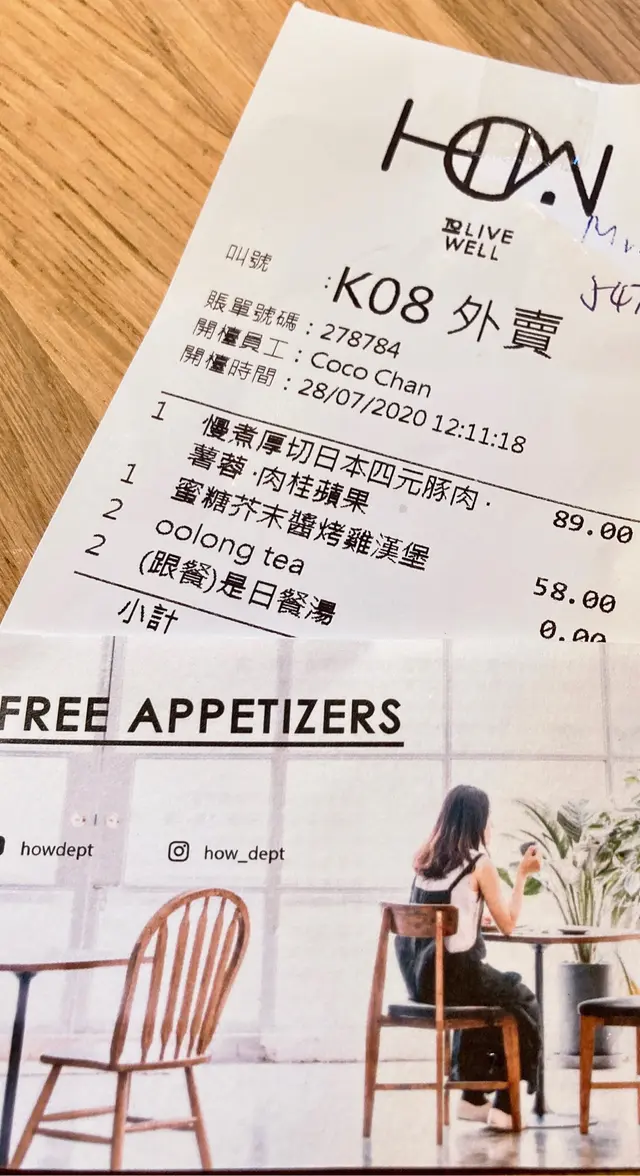 HOW
TO LIVE
WELL
叫號 : K08 外賣
賬單號碼 : 278784
開檯員工 : Coco Chan
開檯時間 : 28/07/2020 12:11:18
1 慢煮厚切日本四元豚肉·
薯蓉·肉桂蘋果 89.00
1 蜜糖芥末醬烤雞漢堡
2 oolong tea 58.00
2 (跟餐)是日餐湯 0.00
小計
FREE APPETIZERS
howdept how_dept